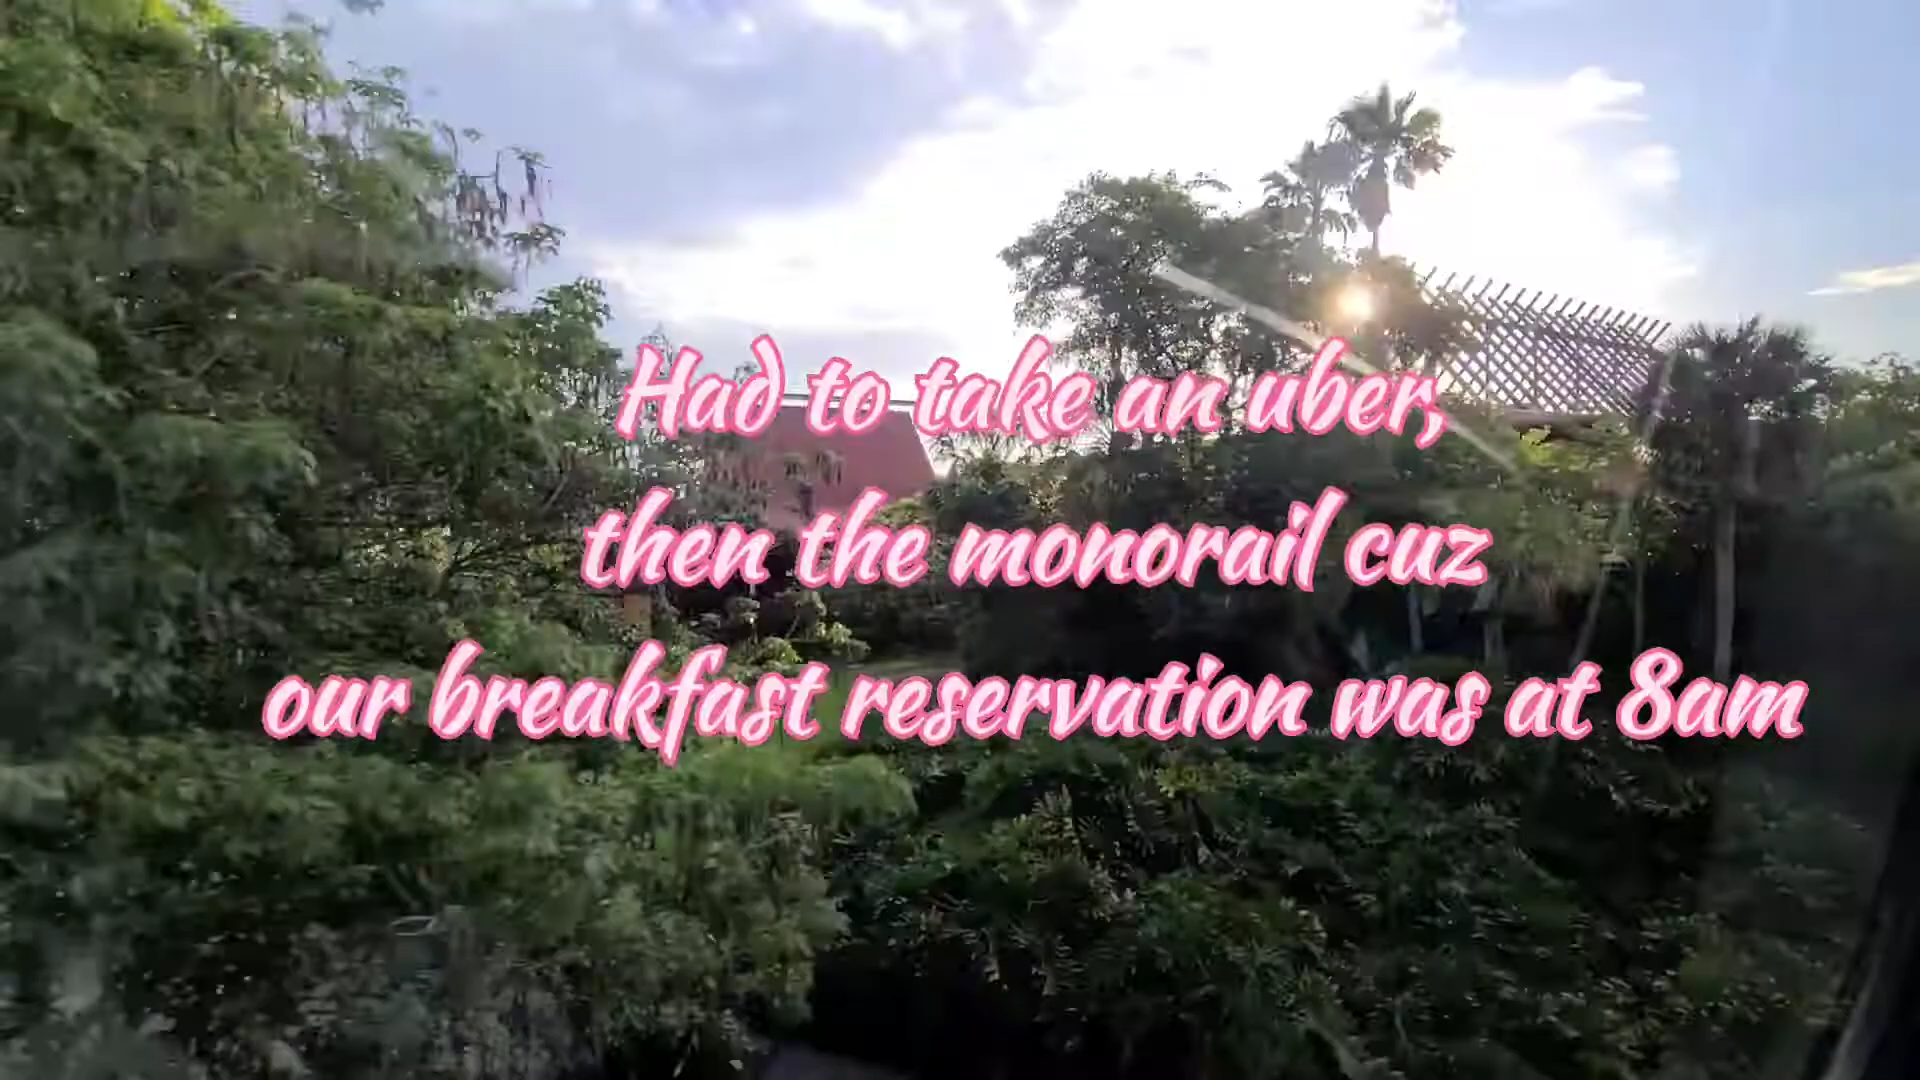 Had to take an uber,
then the monorail cuz
our breakfast reservation was at 8am